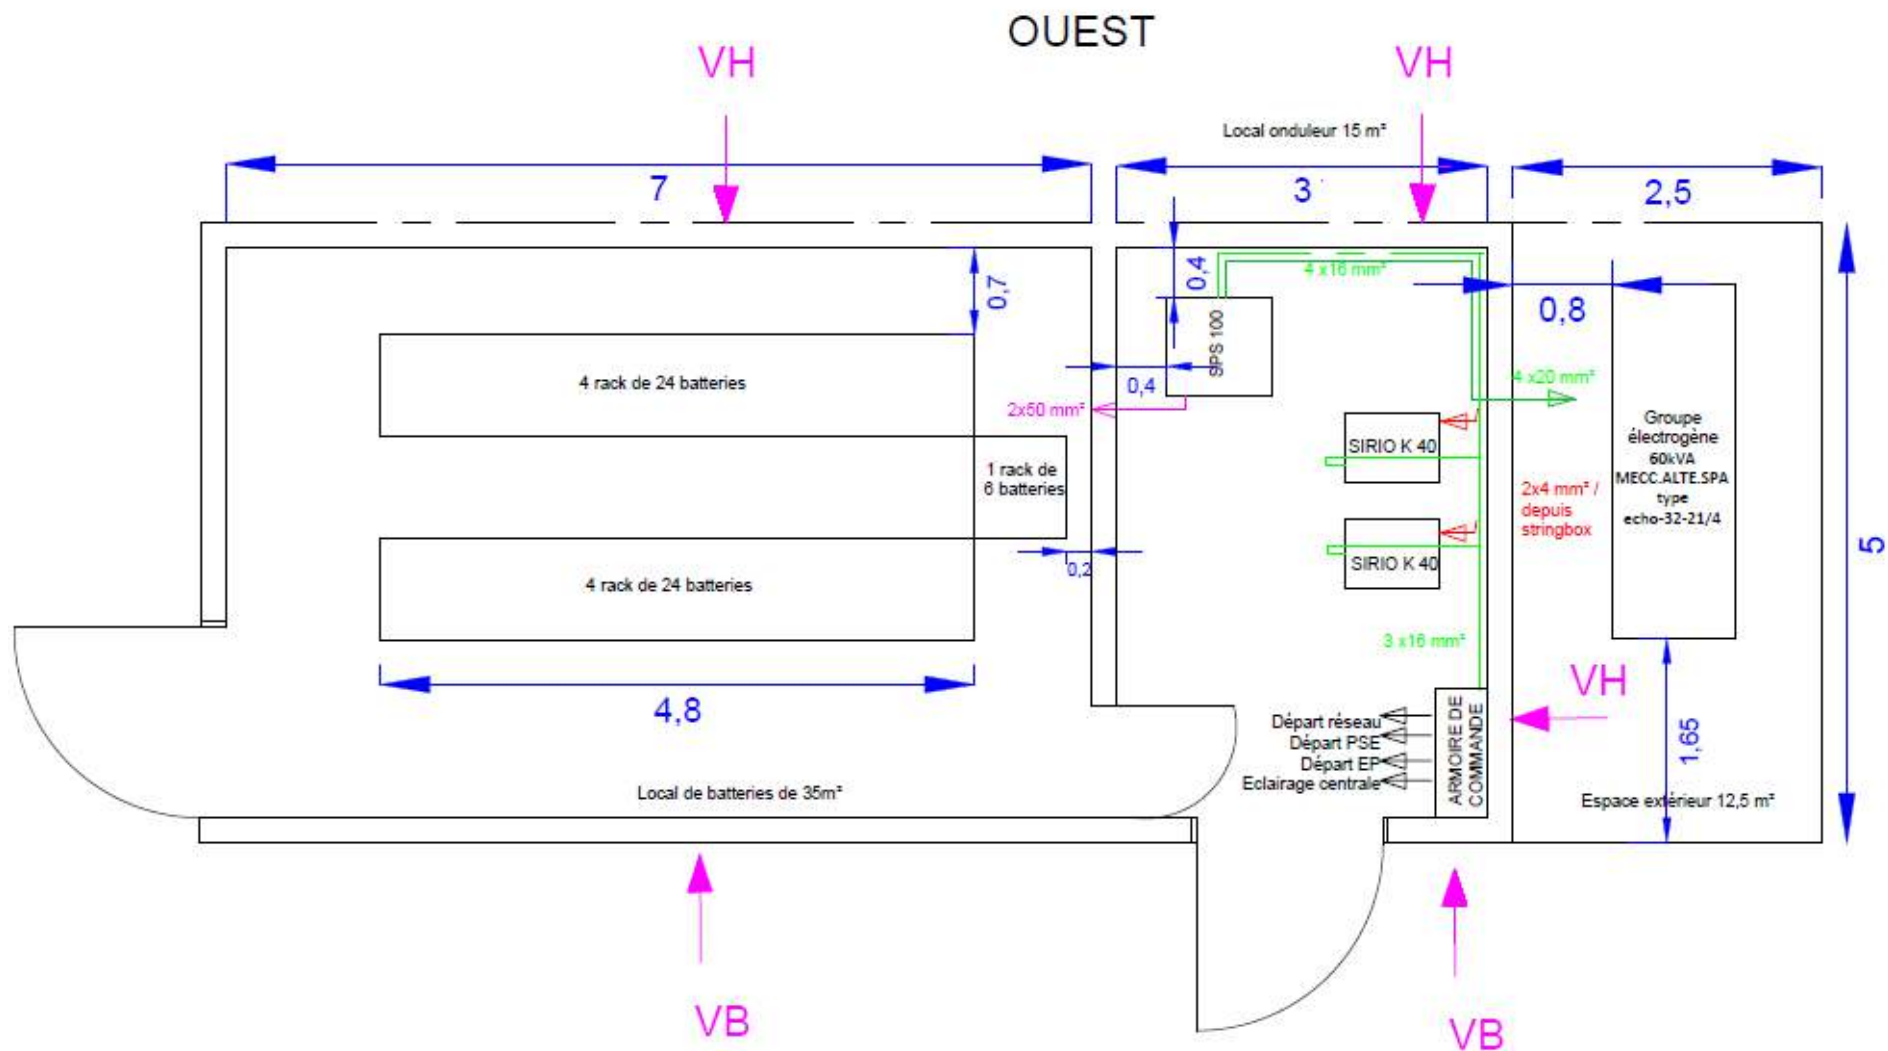 OUEST
VH
VH
Local onduleur 15 m²
7
3
2,5
0,7
0,4
4 x16 mm²
0,8
SPS 100
0,4
4 rack de 24 batteries
2x50 mm²
4 x20 mm²
Groupe
électrogène
60kVA
MECC.ALTE.SPA
type
echo-32-21/4
1 rack de
6 batteries
SIRIO K 40
2x4 mm² /
depuis
stringbox
5
0,2
SIRIO K 40
4 rack de 24 batteries
3 x16 mm²
4,8
VH
1,65
Départ réseau
Départ PSE
Départ EP
Eclairage centrale
ARMOIRE DE
COMMANDE
Local de batteries de 35m²
Espace extérieur 12,5 m²
VB
VB